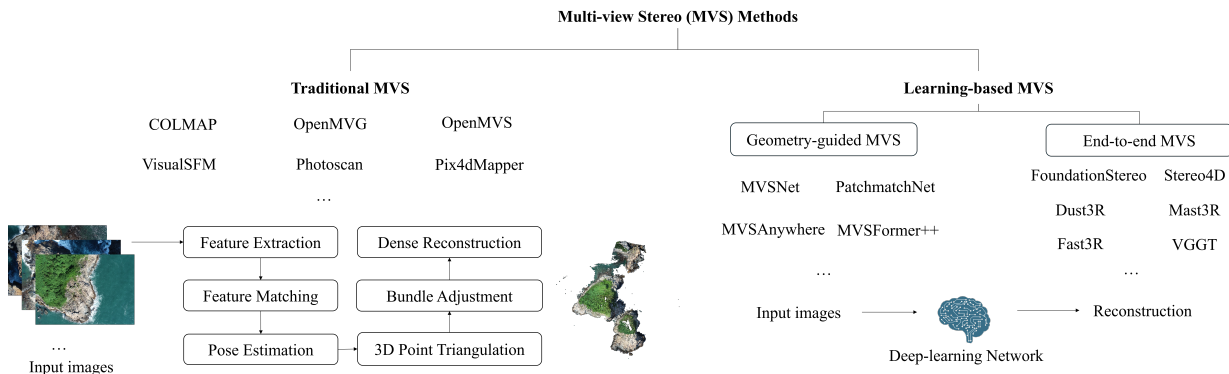 Multi-view Stereo (MVS) Methods
Traditional MVS
COLMAP OpenMVG OpenMVS
VisualSFM Photoscan Pix4dMapper
...
Feature Extraction
Feature Matching
Pose Estimation
3D Point Triangulation
Bundle Adjustment
Dense Reconstruction
...
Input images
Learning-based MVS
Geometry-guided MVS
MVSNet PatchmatchNet
MVSAnywhere MVSFormer++
...
End-to-end MVS
FoundationStereo Stereo4D
Dust3R Mast3R
Fast3R VGGT
...
Input images
Deep-learning Network
Reconstruction